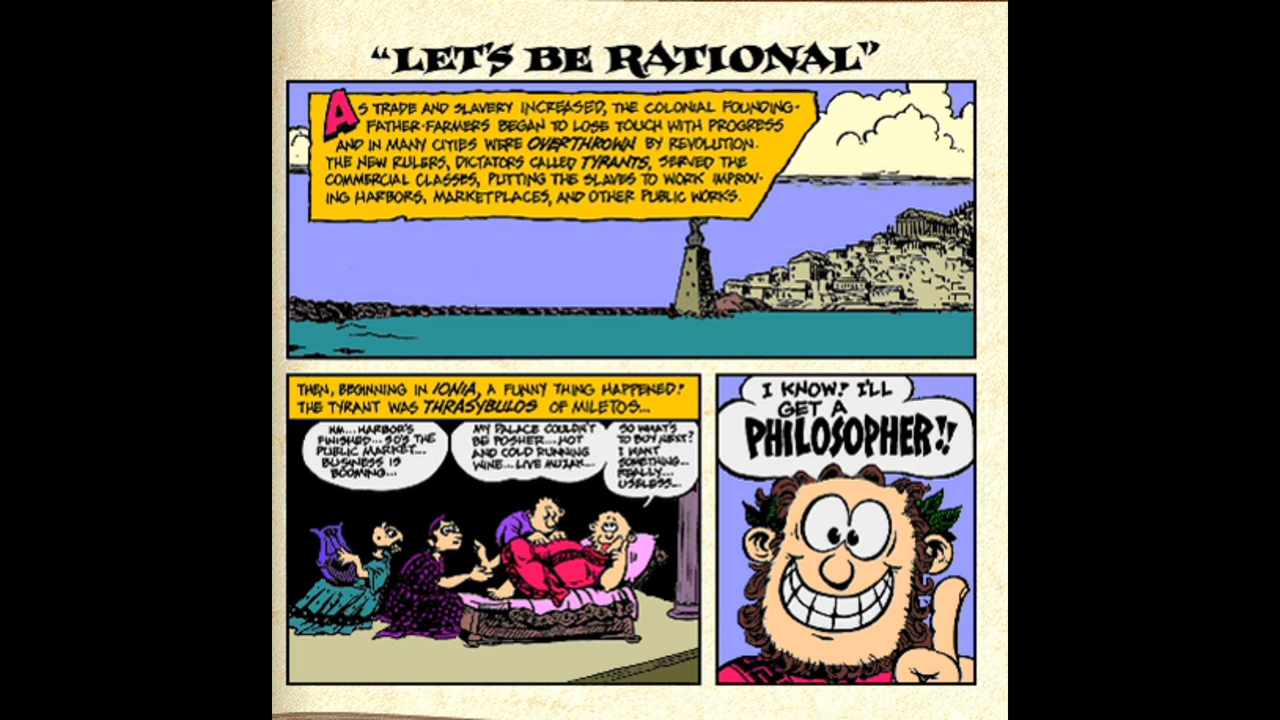 "LET'S BE RATIONAL"
AS TRADE AND SLAVERY INCREASED, THE COLONIAL FOUNDING-
FATHER-FARMERS BEGAN TO LOSE TOUCH WITH PROGRESS
AND IN MANY CITIES WERE OVERTHROWN BY REVOLUTION.
THE NEW RULERS, DICTATORS CALLED TYRANTS, SERVED THE
COMMERCIAL CLASSES, PUTTING THE SLAVES TO WORK IMPROV-
ING HARBORS, MARKETPLACES, AND OTHER PUBLIC WORKS.
THEN, BEGINNING IN IONIA, A FUNNY THING HAPPENED!
THE TYRANT WAS THRASYBULOS OF MILETOS...
HM... HARBOR'S
FINISHED... SO'S THE
PUBLIC MARKET...
BUSINESS IS
BOOMING...
MY PALACE COULDN'T
BE POSHER... HOT
AND COLD RUNNING
WINE... LIVE MUZAK...
SO WHAT'S
TO BUY NEXT?
I WANT
SOMETHING...
REALLY...
USELESS...
I KNOW! I'LL
GET A
PHILOSOPHER!!